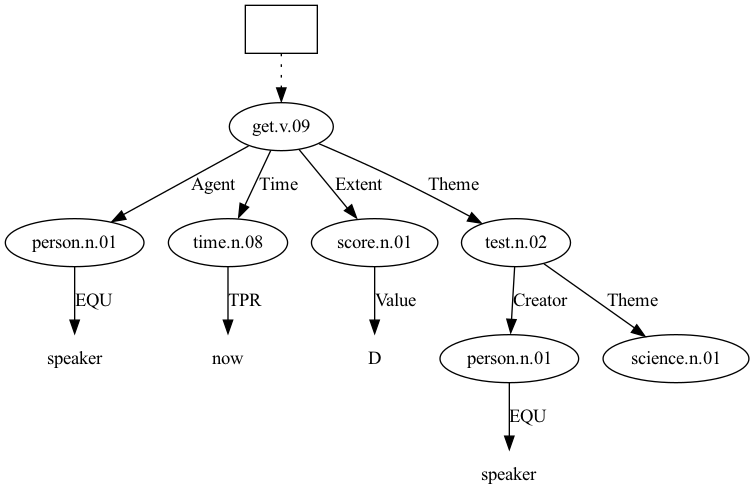 get.v.09
Agent Time Extent Theme
person.n.01 time.n.08 score.n.01 test.n.02
EQU TPR Value Creator Theme
speaker now D person.n.01 science.n.01
EQU
speaker